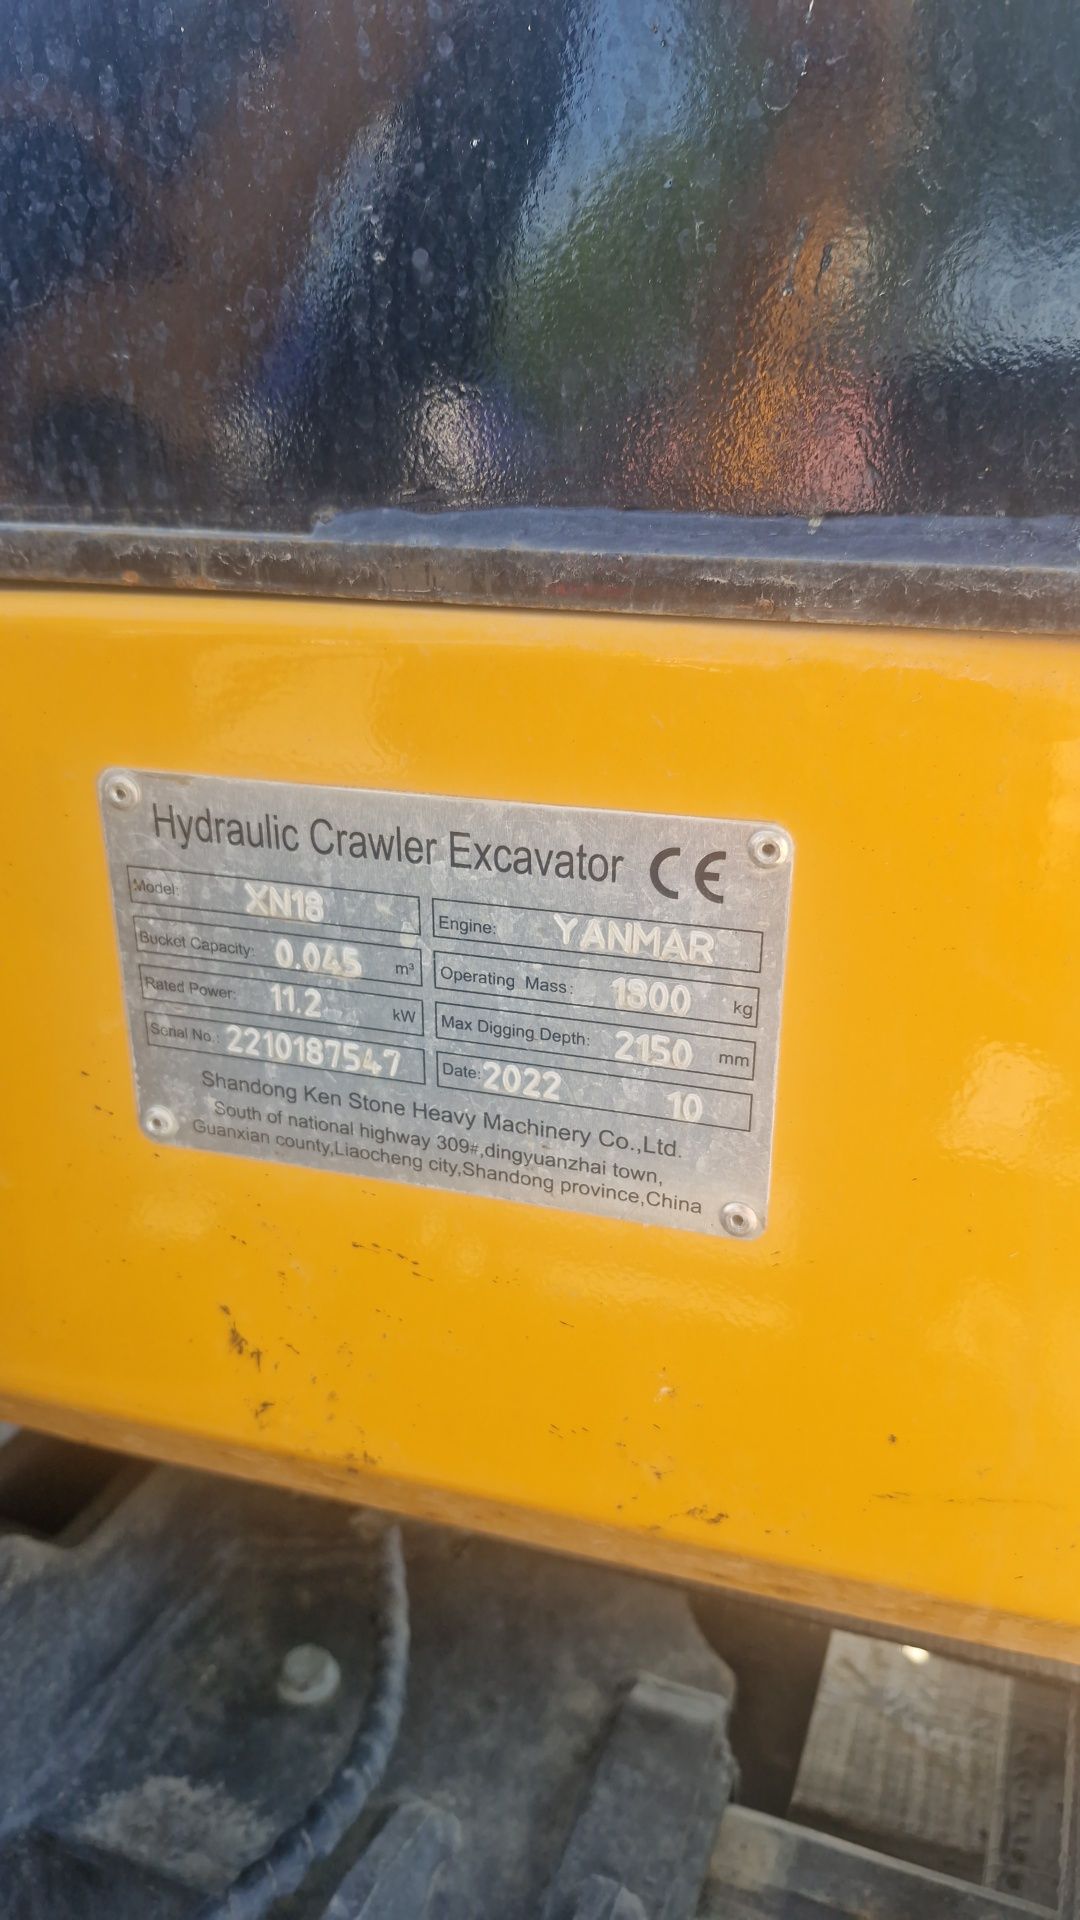 Hydraulic Crawler Excavator CE
Model: XN18
Engine: YANMAR
Bucket Capacity: 0.045 m³
Operating Mass: 1800 kg
Rated Power: 11.2 kW
Max Digging Depth: 2150 mm
Serial No.: 2210187547
Date: 2022 10
Shandong Ken Stone Heavy Machinery Co.,Ltd.
South of national highway 309#,dingyuanzhai town,
Guanxian county,Liaocheng city,Shandong province,China